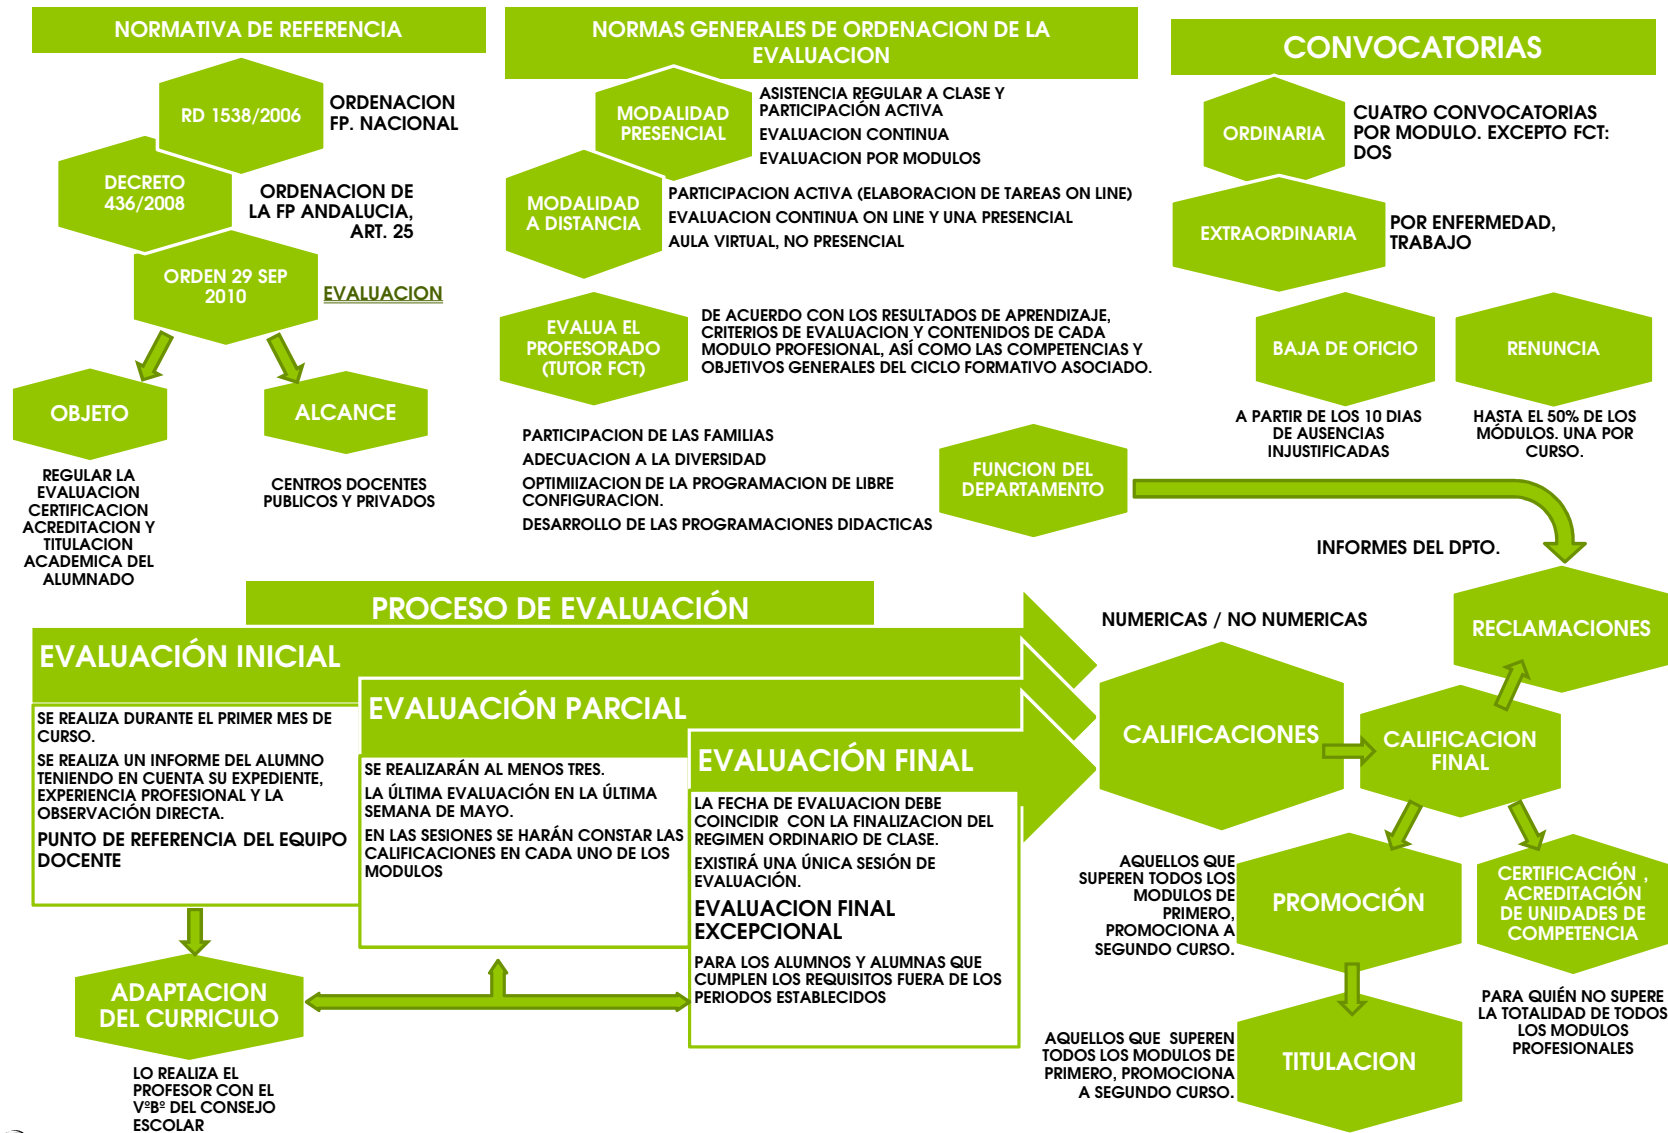 NORMATIVA DE REFERENCIA
RD 1538/2006
ORDENACION
FP. NACIONAL
DECRETO
436/2008
ORDENACION DE
LA FP ANDALUCIA,
ART. 25
ORDEN 29 SEP
2010
EVALUACION
OBJETO
ALCANCE
REGULAR LA
EVALUACION
CERTIFICACION
ACREDITACION Y
TITULACION
ACADEMICA DEL
ALUMNADO
CENTROS DOCENTES
PUBLICOS Y PRIVADOS
NORMAS GENERALES DE ORDENACION DE LA
EVALUACION
MODALIDAD
PRESENCIAL
ASISTENCIA REGULAR A CLASE Y
PARTICIPACIÓN ACTIVA
EVALUACION CONTINUA
EVALUACION POR MODULOS
MODALIDAD
A DISTANCIA
PARTICIPACION ACTIVA (ELABORACION DE TAREAS ON LINE)
EVALUACION CONTINUA ON LINE Y UNA PRESENCIAL
AULA VIRTUAL, NO PRESENCIAL
EVALUA EL
PROFESORADO
(TUTOR FCT)
DE ACUERDO CON LOS RESULTADOS DE APRENDIZAJE,
CRITERIOS DE EVALUACION Y CONTENIDOS DE CADA
MODULO PROFESIONAL, ASÍ COMO LAS COMPETENCIAS Y
OBJETIVOS GENERALES DEL CICLO FORMATIVO ASOCIADO.
PARTICIPACION DE LAS FAMILIAS
ADECUACION A LA DIVERSIDAD
OPTIMIIZACION DE LA PROGRAMACION DE LIBRE
CONFIGURACION.
DESARROLLO DE LAS PROGRAMACIONES DIDACTICAS
FUNCION DEL
DEPARTAMENTO
CONVOCATORIAS
ORDINARIA
CUATRO CONVOCATORIAS
POR MODULO. EXCEPTO FCT:
DOS
EXTRAORDINARIA
POR ENFERMEDAD,
TRABAJO
BAJA DE OFICIO
RENUNCIA
A PARTIR DE LOS 10 DIAS
DE AUSENCIAS
INJUSTIFICADAS
HASTA EL 50% DE LOS
MÓDULOS. UNA POR
CURSO.
INFORMES DEL DPTO.
RECLAMACIONES
PROCESO DE EVALUACIÓN
EVALUACIÓN INICIAL
SE REALIZA DURANTE EL PRIMER MES DE
CURSO.
SE REALIZA UN INFORME DEL ALUMNO
TENIENDO EN CUENTA SU EXPEDIENTE,
EXPERIENCIA PROFESIONAL Y LA
OBSERVACIÓN DIRECTA.
PUNTO DE REFERENCIA DEL EQUIPO
DOCENTE
EVALUACIÓN PARCIAL
SE REALIZARÁN AL MENOS TRES.
LA ÚLTIMA EVALUACIÓN EN LA ÚLTIMA
SEMANA DE MAYO.
EN LAS SESIONES SE HARÁN CONSTAR LAS
CALIFICACIONES EN CADA UNO DE LOS
MODULOS
EVALUACIÓN FINAL
LA FECHA DE EVALUACION DEBE
COINCIDIR CON LA FINALIZACION DEL
REGIMEN ORDINARIO DE CLASE.
EXISTIRÁ UNA ÚNICA SESIÓN DE
EVALUACIÓN.
EVALUACION FINAL
EXCEPCIONAL
PARA LOS ALUMNOS Y ALUMNAS QUE
CUMPLEN LOS REQUISITOS FUERA DE LOS
PERIODOS ESTABLECIDOS
ADAPTACION
DEL CURRICULO
LO REALIZA EL
PROFESOR CON EL
VºBº DEL CONSEJO
ESCOLAR
NUMERICAS / NO NUMERICAS
CALIFICACIONES
CALIFICACION
FINAL
AQUELLOS QUE
SUPEREN TODOS LOS
MODULOS DE
PRIMERO,
PROMOCIONA A
SEGUNDO CURSO.
PROMOCIÓN
CERTIFICACIÓN ,
ACREDITACIÓN
DE UNIDADES DE
COMPETENCIA
PARA QUIÉN NO SUPERE
LA TOTALIDAD DE TODOS
LOS MODULOS
PROFESIONALES
AQUELLOS QUE SUPEREN
TODOS LOS MODULOS DE
PRIMERO, PROMOCIONA
A SEGUNDO CURSO.
TITULACION